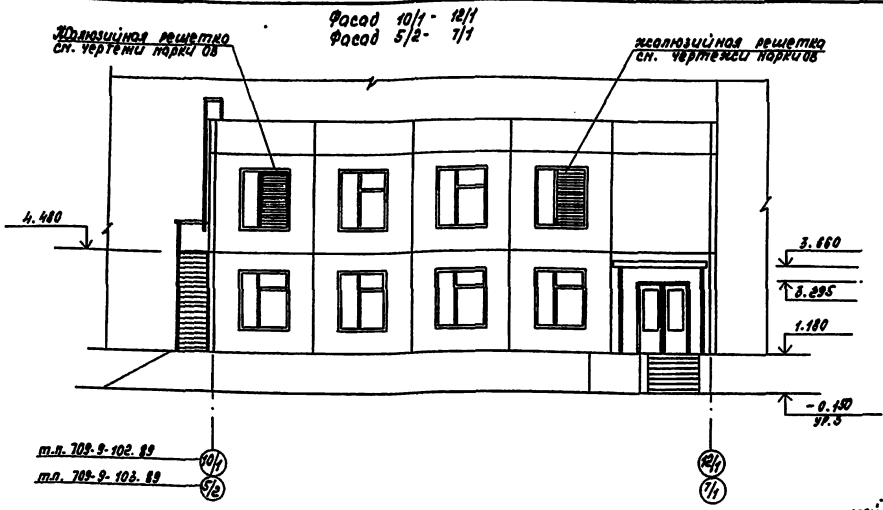 Фасад 10/1 - 12/1
Фасад 5/2 - 7/1
Жалюзийная решетка
см. чертежи марки ОВ
жалюзийная решетка
см. чертежи марки ОВ
4.480
3.660
3.295
1.180
-0.150
ур.з
т.п. 709-9-102.89
т.п. 709-9-103.89
10/1
5/2
12/1
7/1